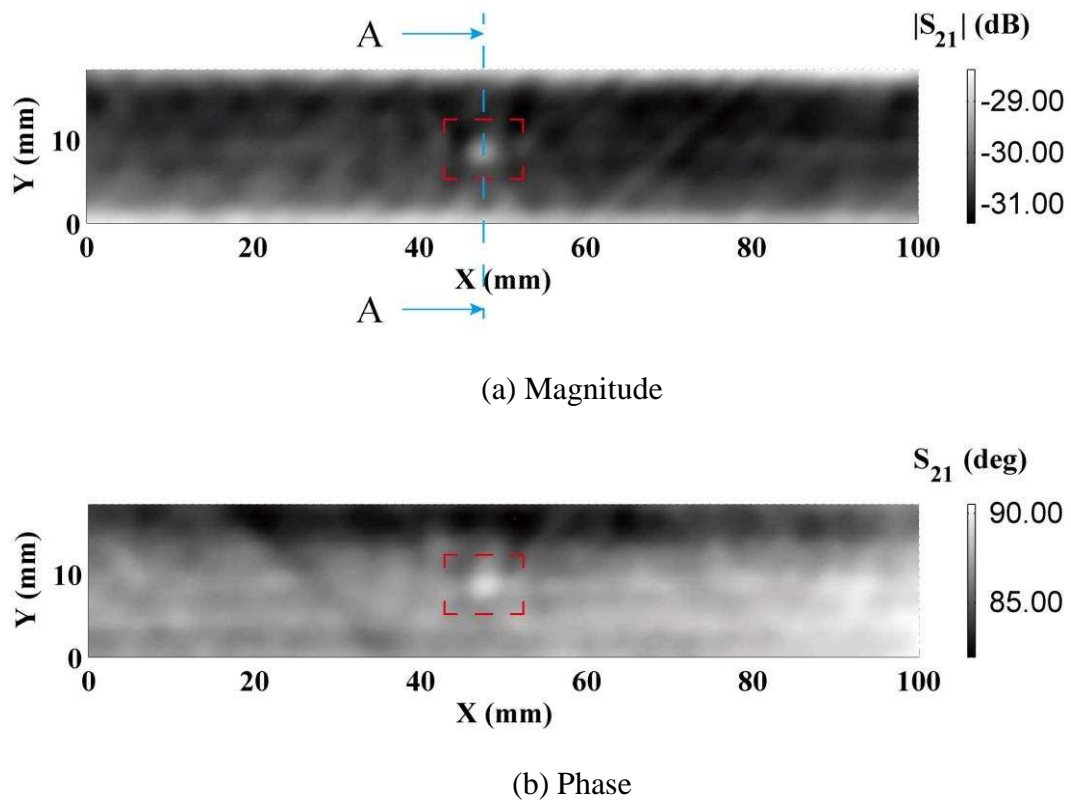 A
|S21| (dB)
-29.00
-30.00
-31.00
Y (mm)
10
0
0 20 40 60 80 100
X (mm)
A
(a) Magnitude
S21 (deg)
90.00
85.00
Y (mm)
10
0
0 20 40 60 80 100
X (mm)
(b) Phase